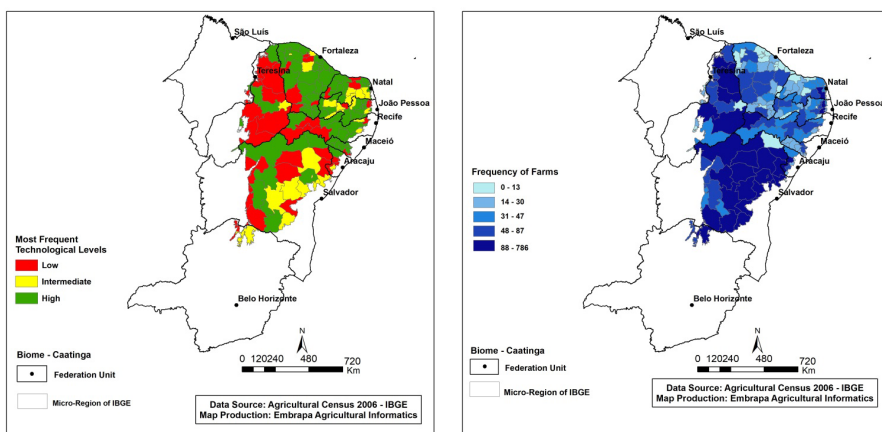 São Luís
Fortaleza
Teresina
Natal
João Pessoa
Recife
Maceió
Aracaju
Salvador
Most Frequent
Technological Levels
Low
Intermediate
High
Belo Horizonte
N
Biome - Caatinga
Federation Unit
Micro-Region of IBGE
0 120240 480 720
Km
Data Source: Agricultural Census 2006 - IBGE
Map Production: Embrapa Agricultural Informatics
São Luís
Fortaleza
Teresina
Natal
João Pessoa
Recife
Maceió
Aracaju
Salvador
Frequency of Farms
0 - 13
14 - 30
31 - 47
48 - 87
88 - 786
Belo Horizonte
N
Biome - Caatinga
Federation Unit
Micro-Region of IBGE
0 120240 480 720
Km
Data Source: Agricultural Census 2006 - IBGE
Map Production: Embrapa Agricultural Informatics